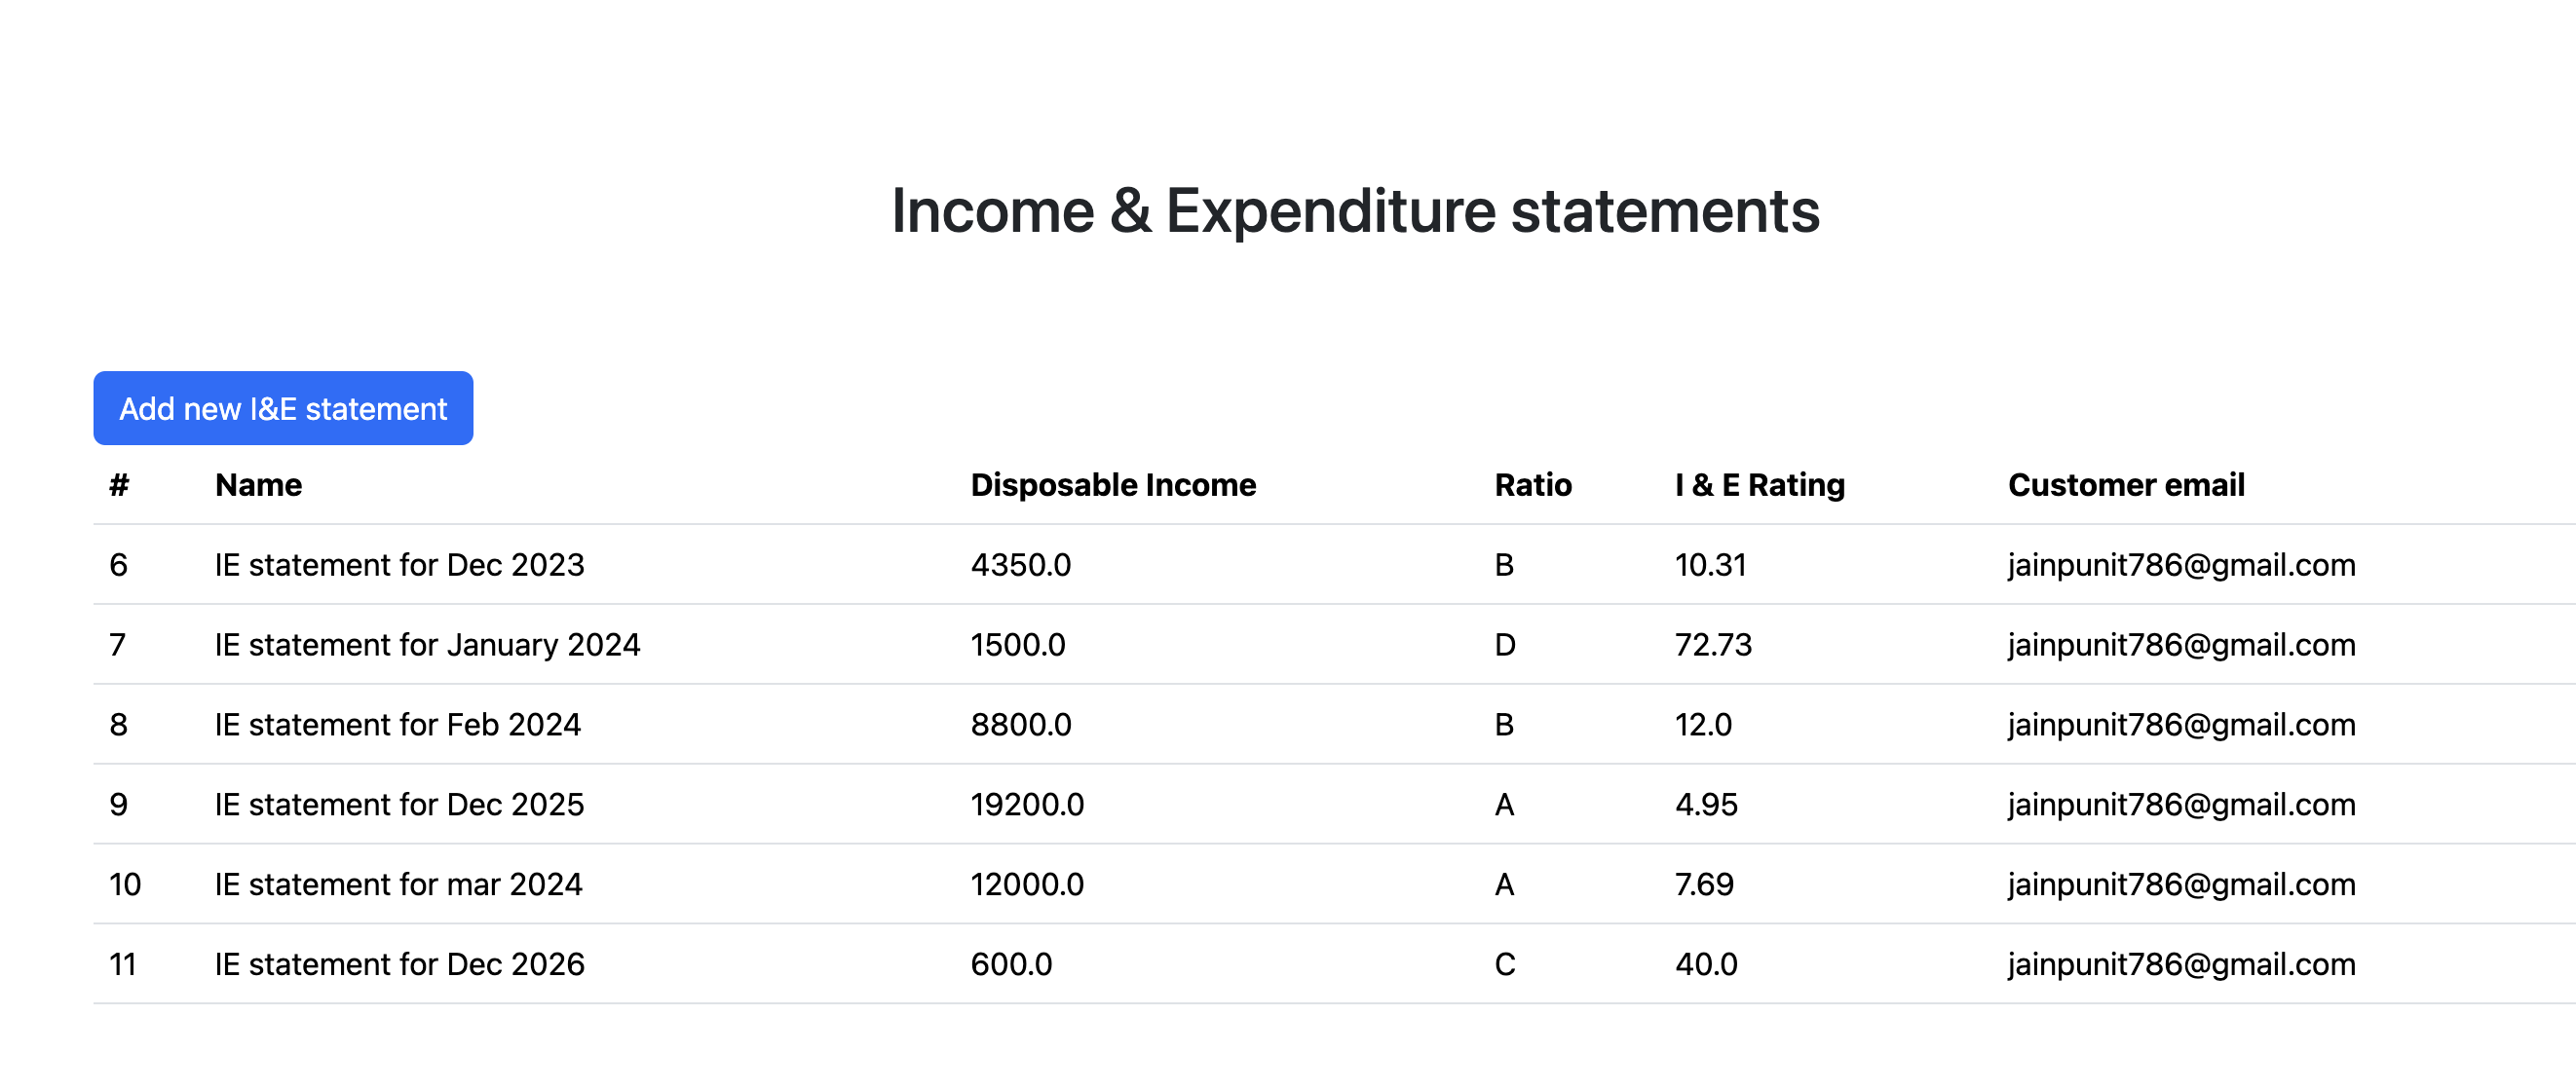 Income & Expenditure statements
Add new I&E statement
# Name Disposable Income Ratio I & E Rating Customer email
6 IE statement for Dec 2023 4350.0 B 10.31 jainpunit786@gmail.com
7 IE statement for January 2024 1500.0 D 72.73 jainpunit786@gmail.com
8 IE statement for Feb 2024 8800.0 B 12.0 jainpunit786@gmail.com
9 IE statement for Dec 2025 19200.0 A 4.95 jainpunit786@gmail.com
10 IE statement for mar 2024 12000.0 A 7.69 jainpunit786@gmail.com
11 IE statement for Dec 2026 600.0 C 40.0 jainpunit786@gmail.com